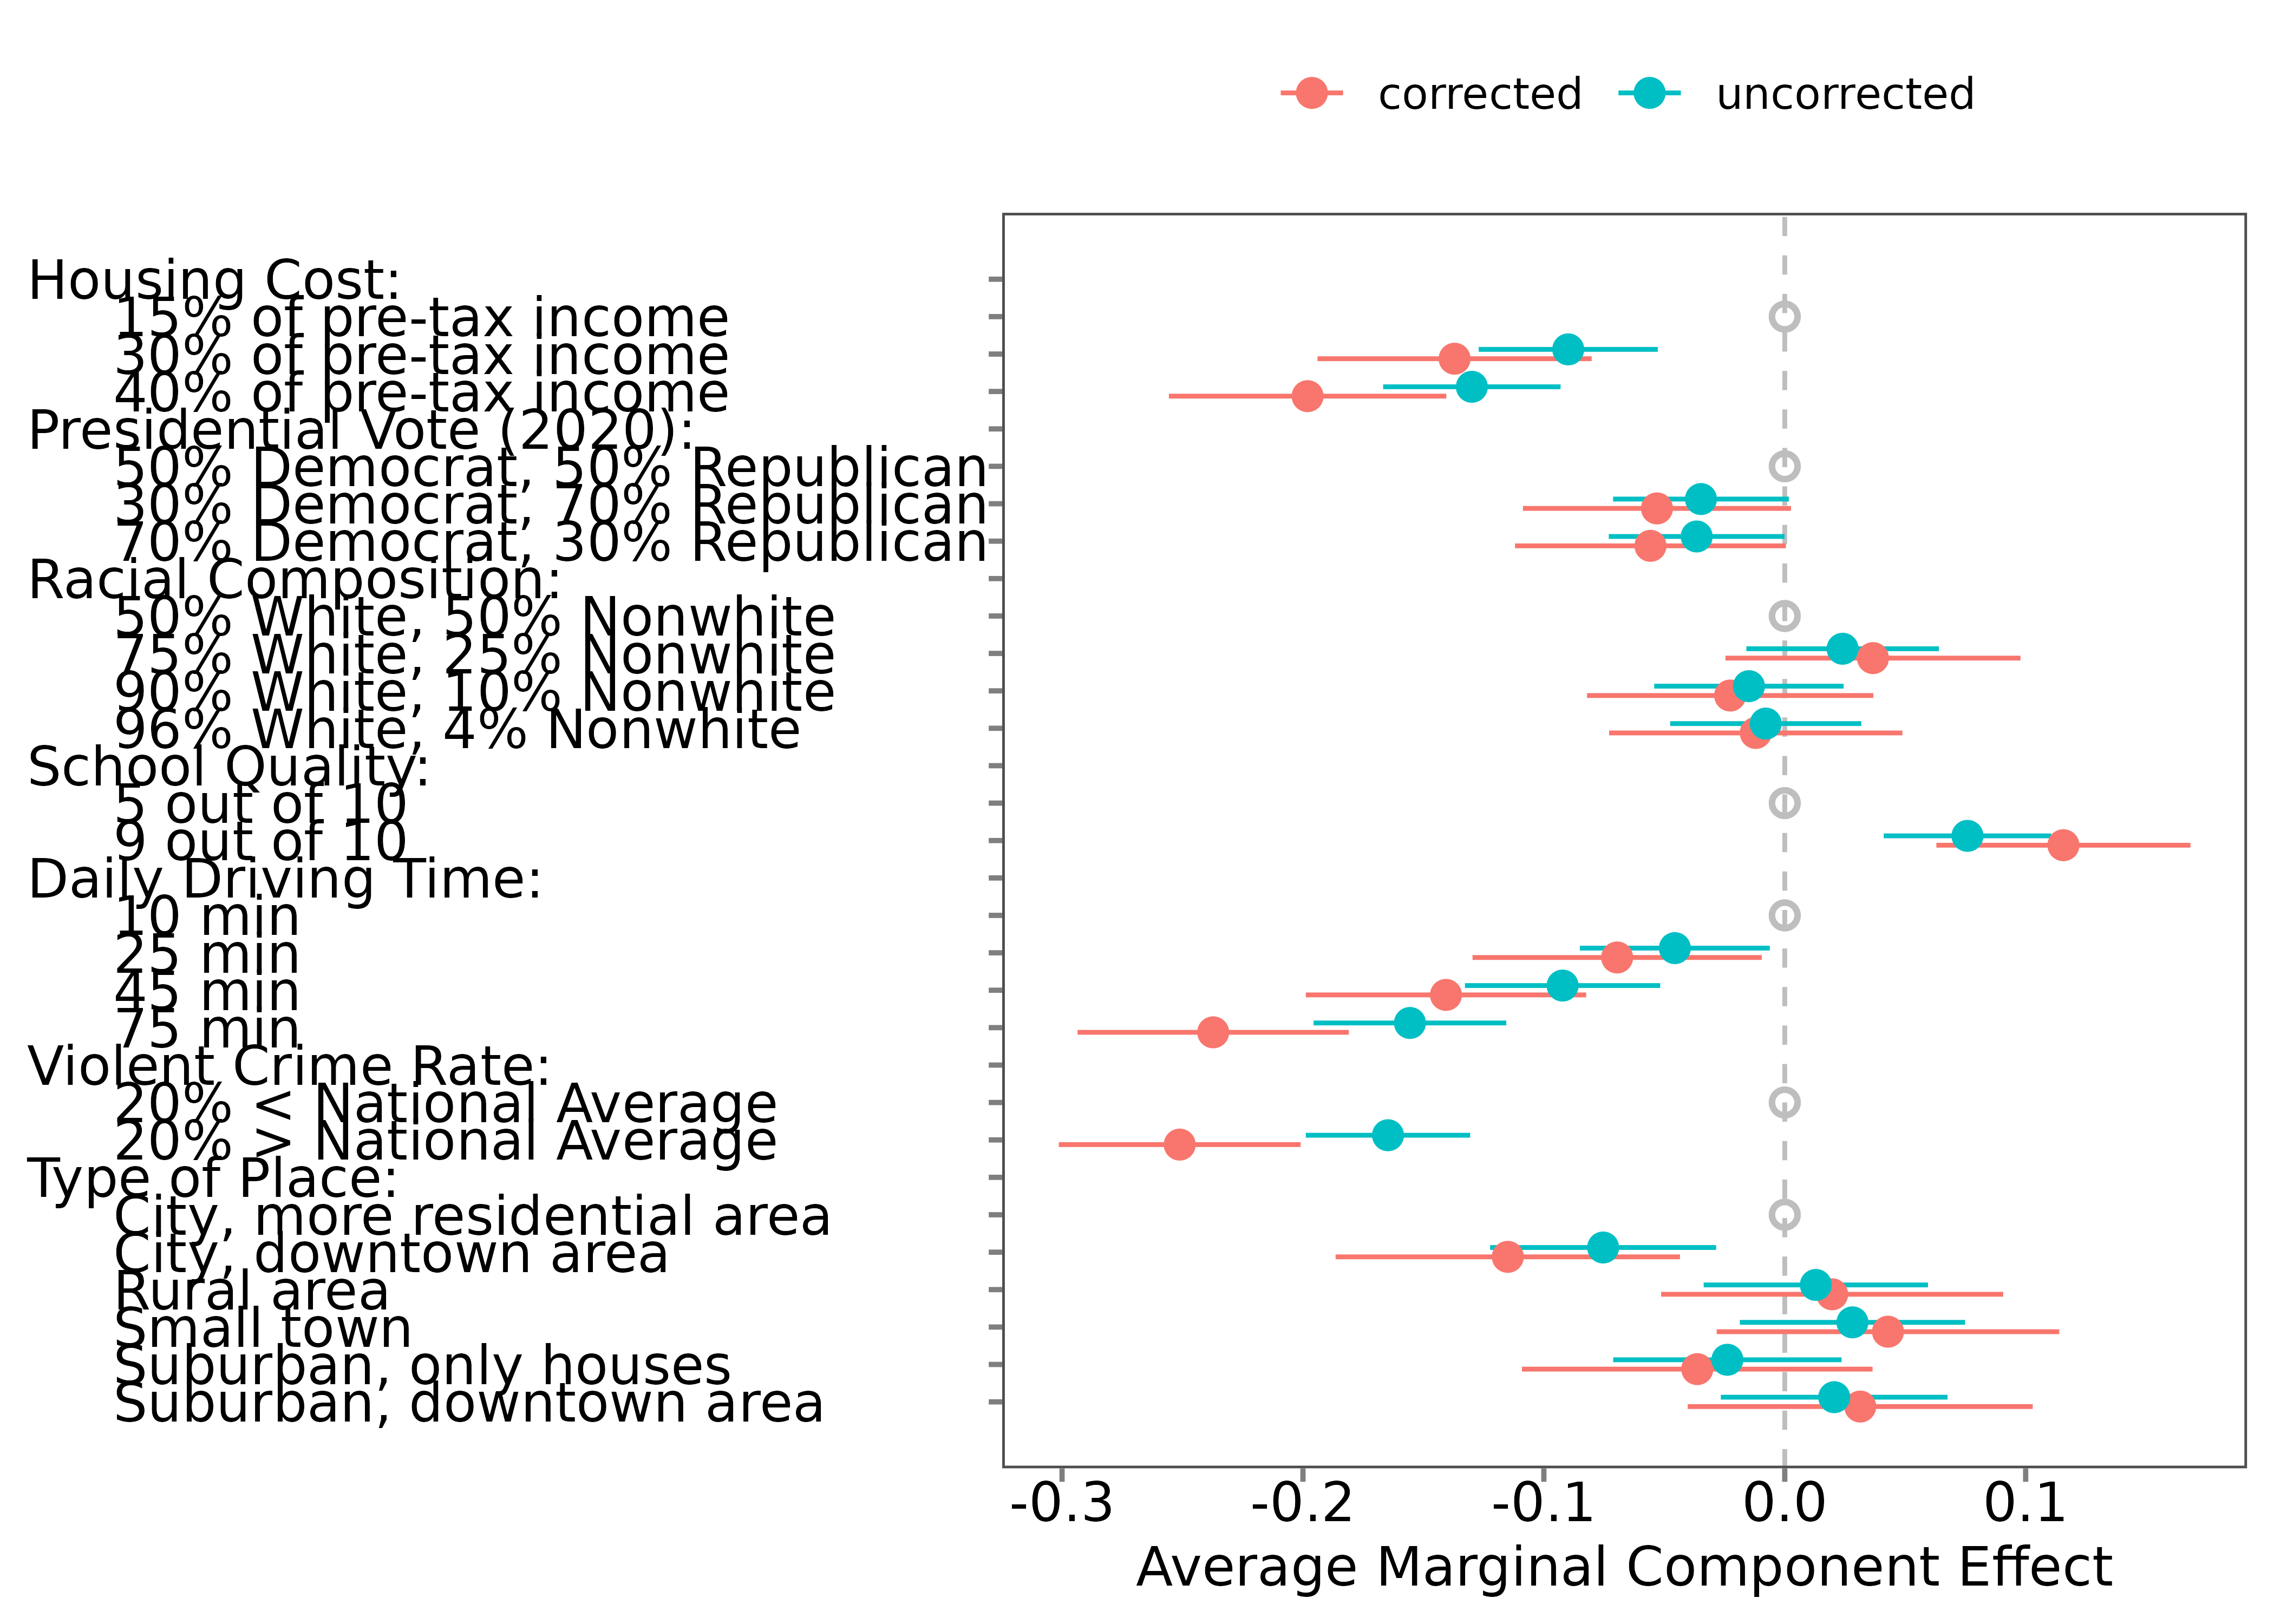 corrected uncorrected
Housing Cost:
15% of pre-tax income
30% of pre-tax income
40% of pre-tax income
Presidential Vote (2020):
50% Democrat, 50% Republican
30% Democrat, 70% Republican
70% Democrat, 30% Republican
Racial Composition:
50% White, 50% Nonwhite
75% White, 25% Nonwhite
90% White, 10% Nonwhite
96% White, 4% Nonwhite
School Quality:
5 out of 10
9 out of 10
Daily Driving Time:
10 min
25 min
45 min
75 min
Violent Crime Rate:
20% < National Average
20% > National Average
Type of Place:
City, more residential area
City, downtown area
Rural area
Small town
Suburban, only houses
Suburban, downtown area
-0.3 -0.2 -0.1 0.0 0.1
Average Marginal Component Effect